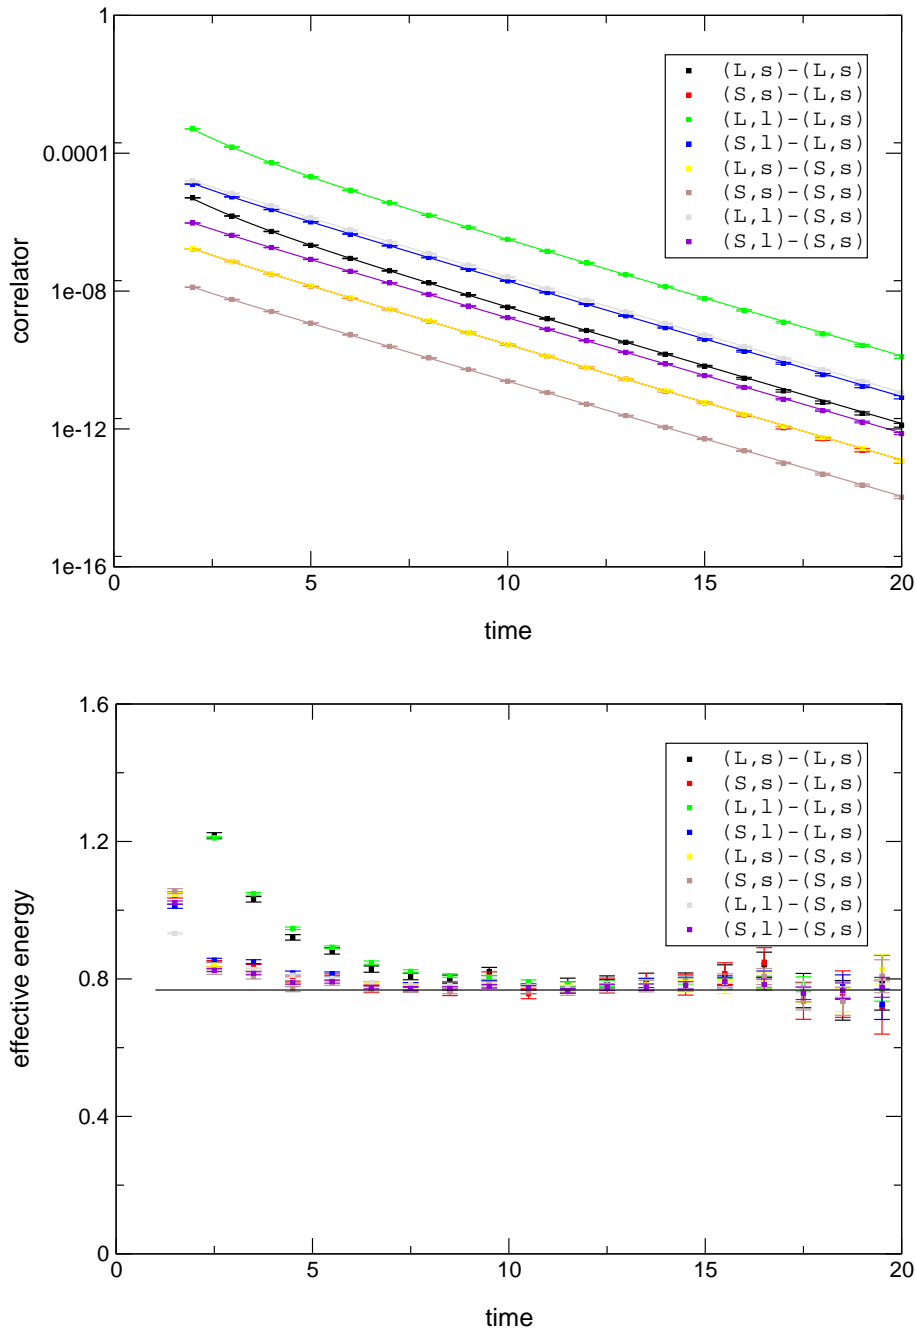 1
0.0001
1e-08
1e-12
1e-16
correlator
0
5
10
15
20
time
(L,s)-(L,s)
(S,s)-(L,s)
(L,l)-(L,s)
(S,l)-(L,s)
(L,s)-(S,s)
(S,s)-(S,s)
(L,l)-(S,s)
(S,l)-(S,s)
1.6
1.2
0.8
0.4
0
effective energy
0
5
10
15
20
time
(L,s)-(L,s)
(S,s)-(L,s)
(L,l)-(L,s)
(S,l)-(L,s)
(L,s)-(S,s)
(S,s)-(S,s)
(L,l)-(S,s)
(S,l)-(S,s)